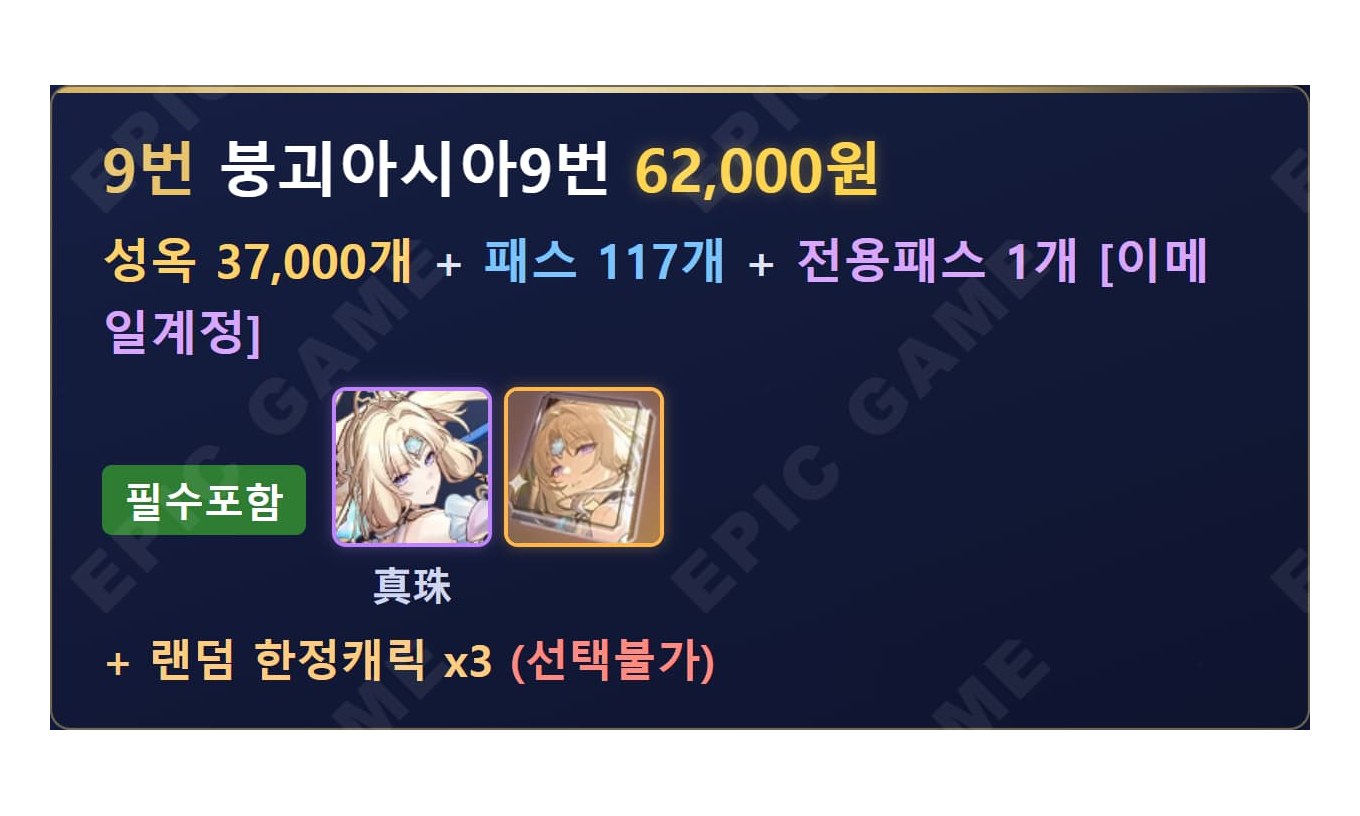 9번 붕괴아시아9번 62,000원
성옥 37,000개 + 패스 117개 + 전용패스 1개 [이메
일계정]
필수포함
真珠
+ 랜덤 한정캐릭 x3 (선택불가)
EPIC GAME